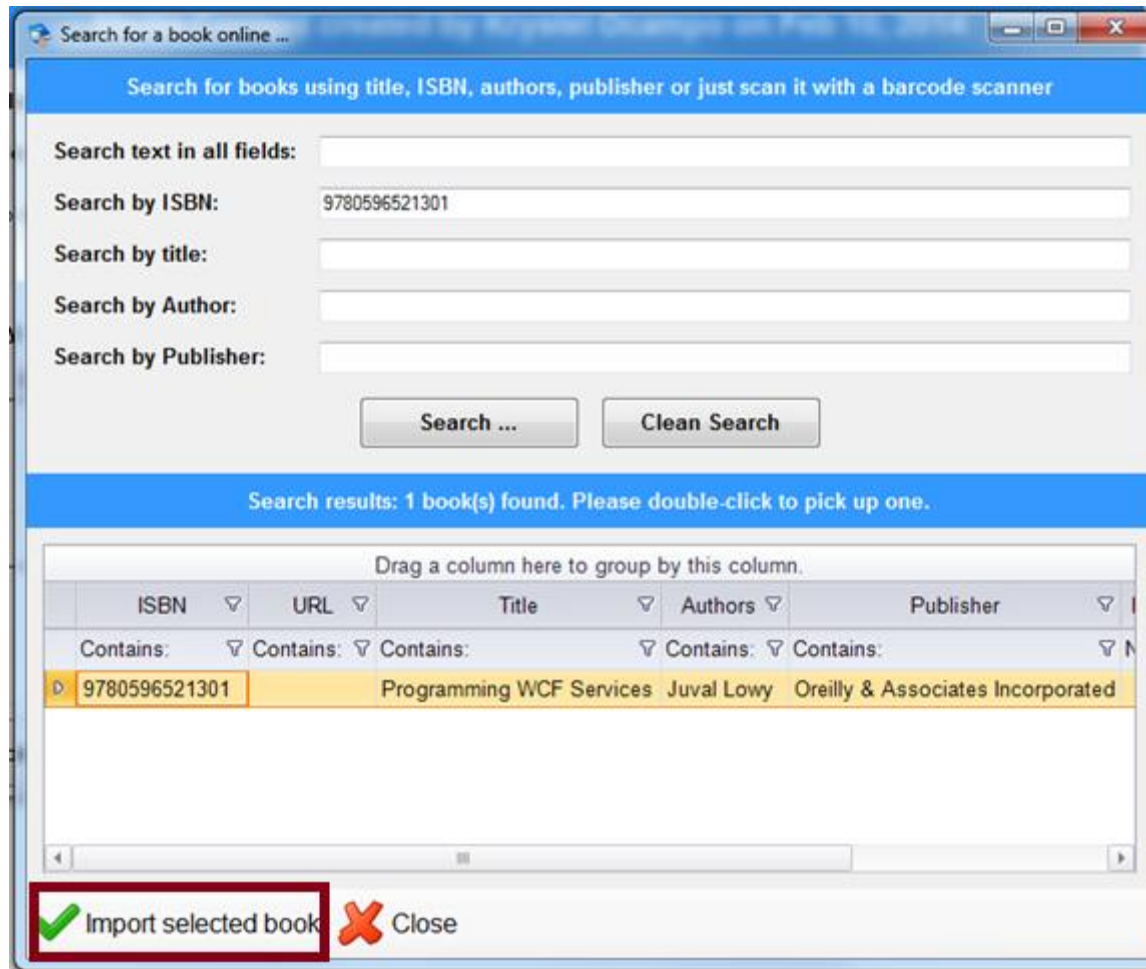 Search for a book online ...
Search for books using title, ISBN, authors, publisher or just scan it with a barcode scanner
Search text in all fields:
Search by ISBN: 9780596521301
Search by title:
Search by Author:
Search by Publisher:
Search ... Clean Search
Search results: 1 book(s) found. Please double-click to pick up one.
Drag a column here to group by this column.
ISBN URL Title Authors Publisher
Contains: Contains: Contains: Contains: Contains:
9780596521301 Programming WCF Services Juval Lowy Oreilly & Associates Incorporated
Import selected book Close